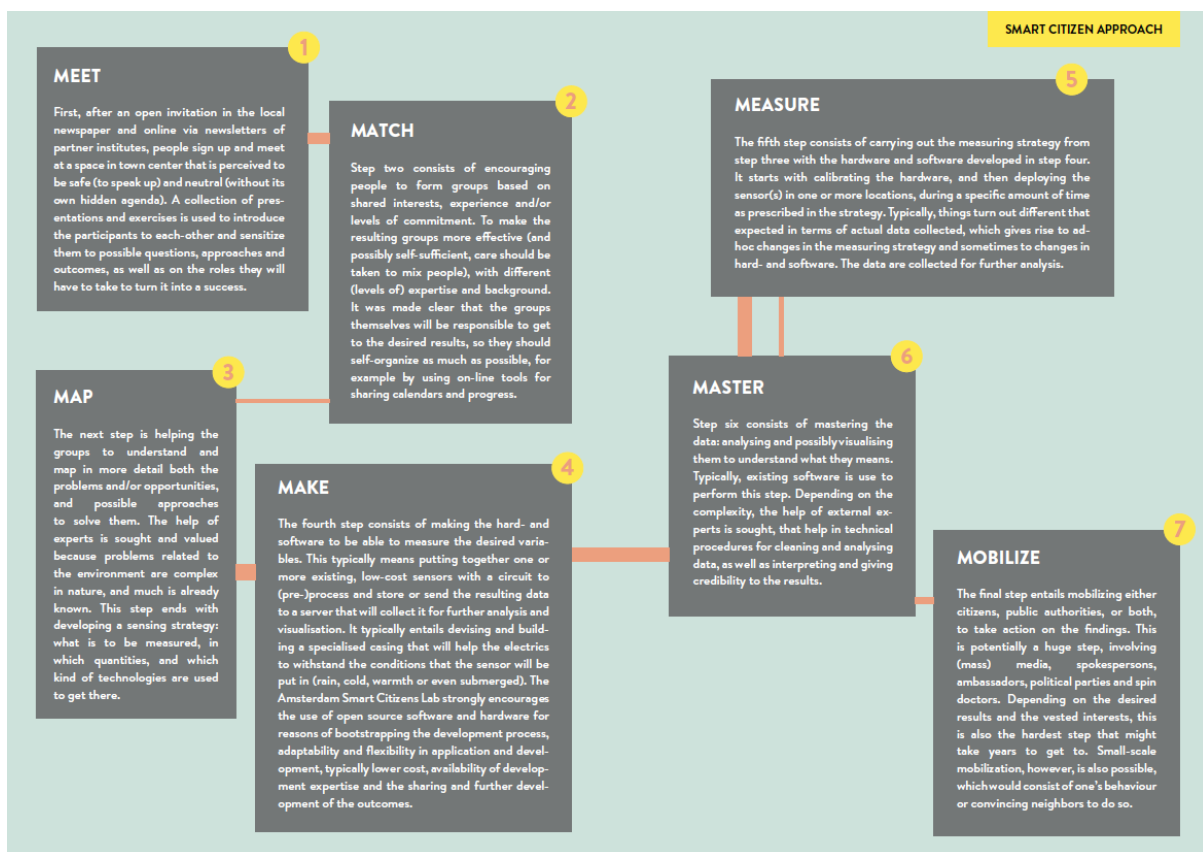 SMART CITIZEN APPROACH
1
MEET
First, after an open invitation in the local
newspaper and online via newsletters of
partner institutes, people sign up and meet
at a space in town center that is perceived to
be safe (to speak up) and neutral (without its
own hidden agenda). A collection of pres-
entations and exercises is used to introduce
the participants to each-other and sensitize
them to possible questions, approaches and
outcomes, as well as on the roles they will
have to take to turn it into a success.
2
MATCH
Step two consists of encouraging
people to form groups based on
shared interests, experience and/or
levels of commitment. To make the
resulting groups more effective (and
possibly self-sufficient, care should be
taken to mix people), with different
(levels of) expertise and background.
It was made clear that the groups
themselves will be responsible to get
to the desired results, so they should
self-organize as much as possible, for
example by using on-line tools for
sharing calendars and progress.
3
MAP
The next step is helping the
groups to understand and
map in more detail both the
problems and/or opportunities,
and possible approaches
to solve them. The help of
experts is sought and valued
because problems related to
the environment are complex
in nature, and much is already
known. This step ends with
developing a sensing strategy:
what is to be measured, in
which quantities, and which
kind of technologies are used
to get there.
4
MAKE
The fourth step consists of making the hard- and
software to be able to measure the desired varia-
bles. This typically means putting together one or
more existing, low-cost sensors with a circuit to
(pre-)process and store or send the resulting data
to a server that will collect it for further analysis and
visualisation. It typically entails devising and build-
ing a specialised casing that will help the electrics
to withstand the conditions that the sensor will be
put in (rain, cold, warmth or even submerged). The
Amsterdam Smart Citizens Lab strongly encourages
the use of open source software and hardware for
reasons of bootstrapping the development process,
adaptability and flexibility in application and devel-
opment, typically lower cost, availability of develop-
ment expertise and the sharing and further devel-
opment of the outcomes.
5
MEASURE
The fifth step consists of carrying out the measuring strategy from
step three with the hardware and software developed in step four.
It starts with calibrating the hardware, and then deploying the
sensor(s) in one or more locations, during a specific amount of time
as prescribed in the strategy. Typically, things turn out different that
expected in terms of actual data collected, which gives rise to ad-
hoc changes in the measuring strategy and sometimes to changes in
hard- and software. The data are collected for further analysis.
6
MASTER
Step six consists of mastering the
data: analysing and possibly visualising
them to understand what they means.
Typically, existing software is use to
perform this step. Depending on the
complexity, the help of external ex-
perts is sought, that help in technical
procedures for cleaning and analysing
data, as well as interpreting and giving
credibility to the results.
7
MOBILIZE
The final step entails mobilizing either
citizens, public authorities, or both,
to take action on the findings. This
is potentially a huge step, involving
(mass) media, spokespersons,
ambassadors, political parties and spin
doctors. Depending on the desired
results and the vested interests, this
is also the hardest step that might
take years to get to. Small-scale
mobilization, however, is also possible,
which would consist of one's behaviour
or convincing neighbors to do so.